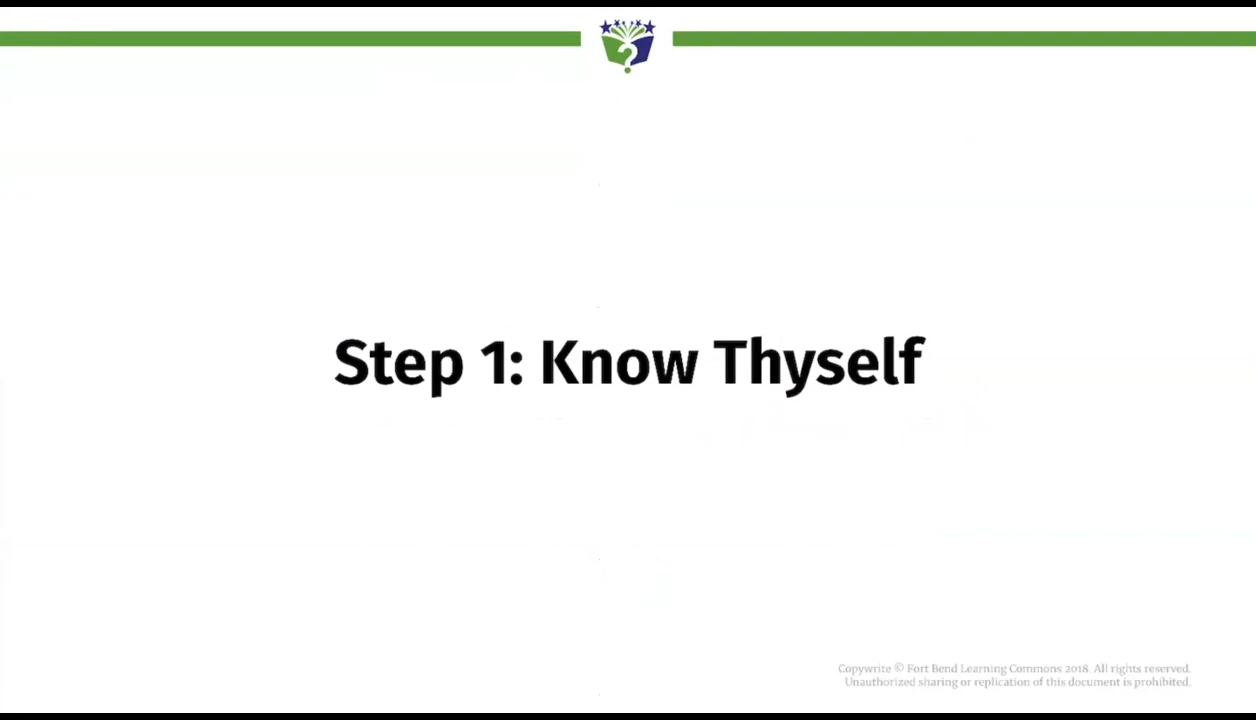 Step 1: Know Thyself
Copywrite © Fort Bend Learning Commons 2018. All rights reserved.
Unauthorized sharing or replication of this document is prohibited.